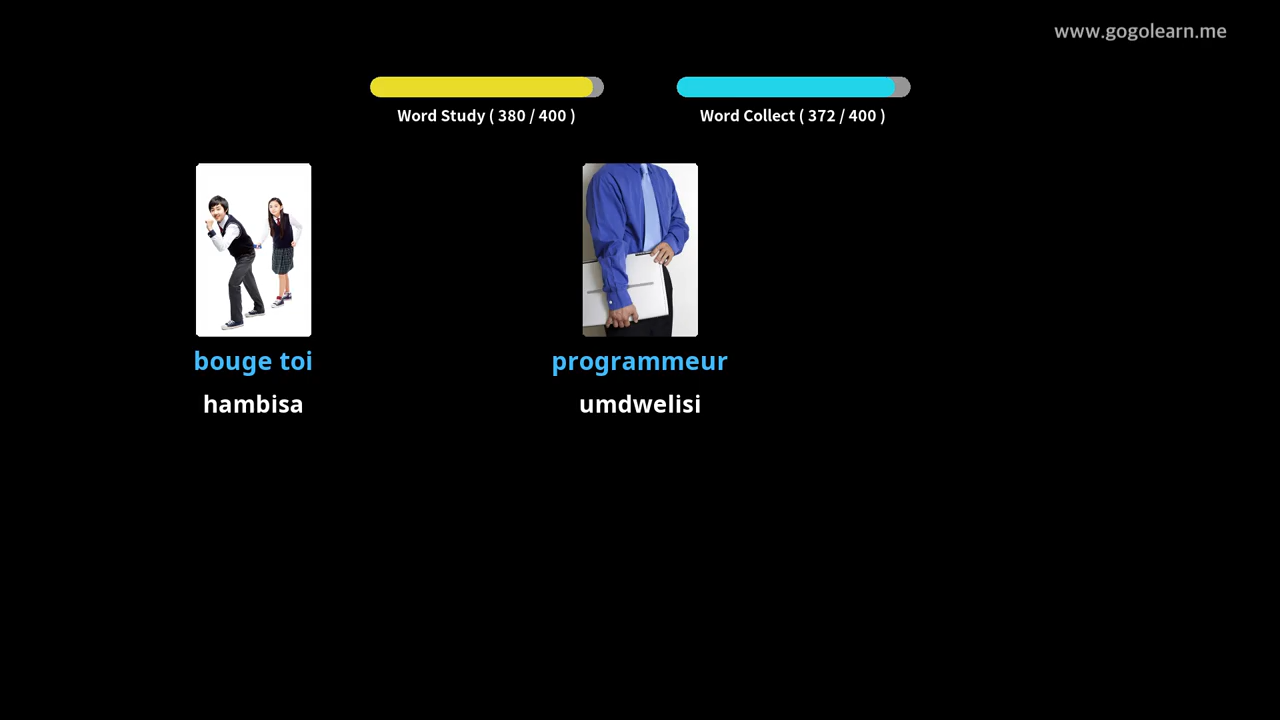 www.gogolearn.me
Word Study ( 380 / 400 )
Word Collect ( 372 / 400 )
bouge toi
hambisa
programmeur
umdwelisi